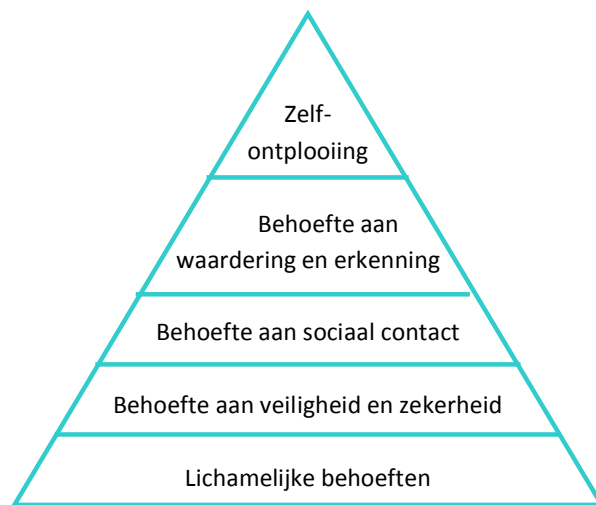 Zelf-
ontplooiing
Behoefte aan
waardering en erkenning
Behoefte aan sociaal contact
Behoefte aan veiligheid en zekerheid
Lichamelijke behoeften